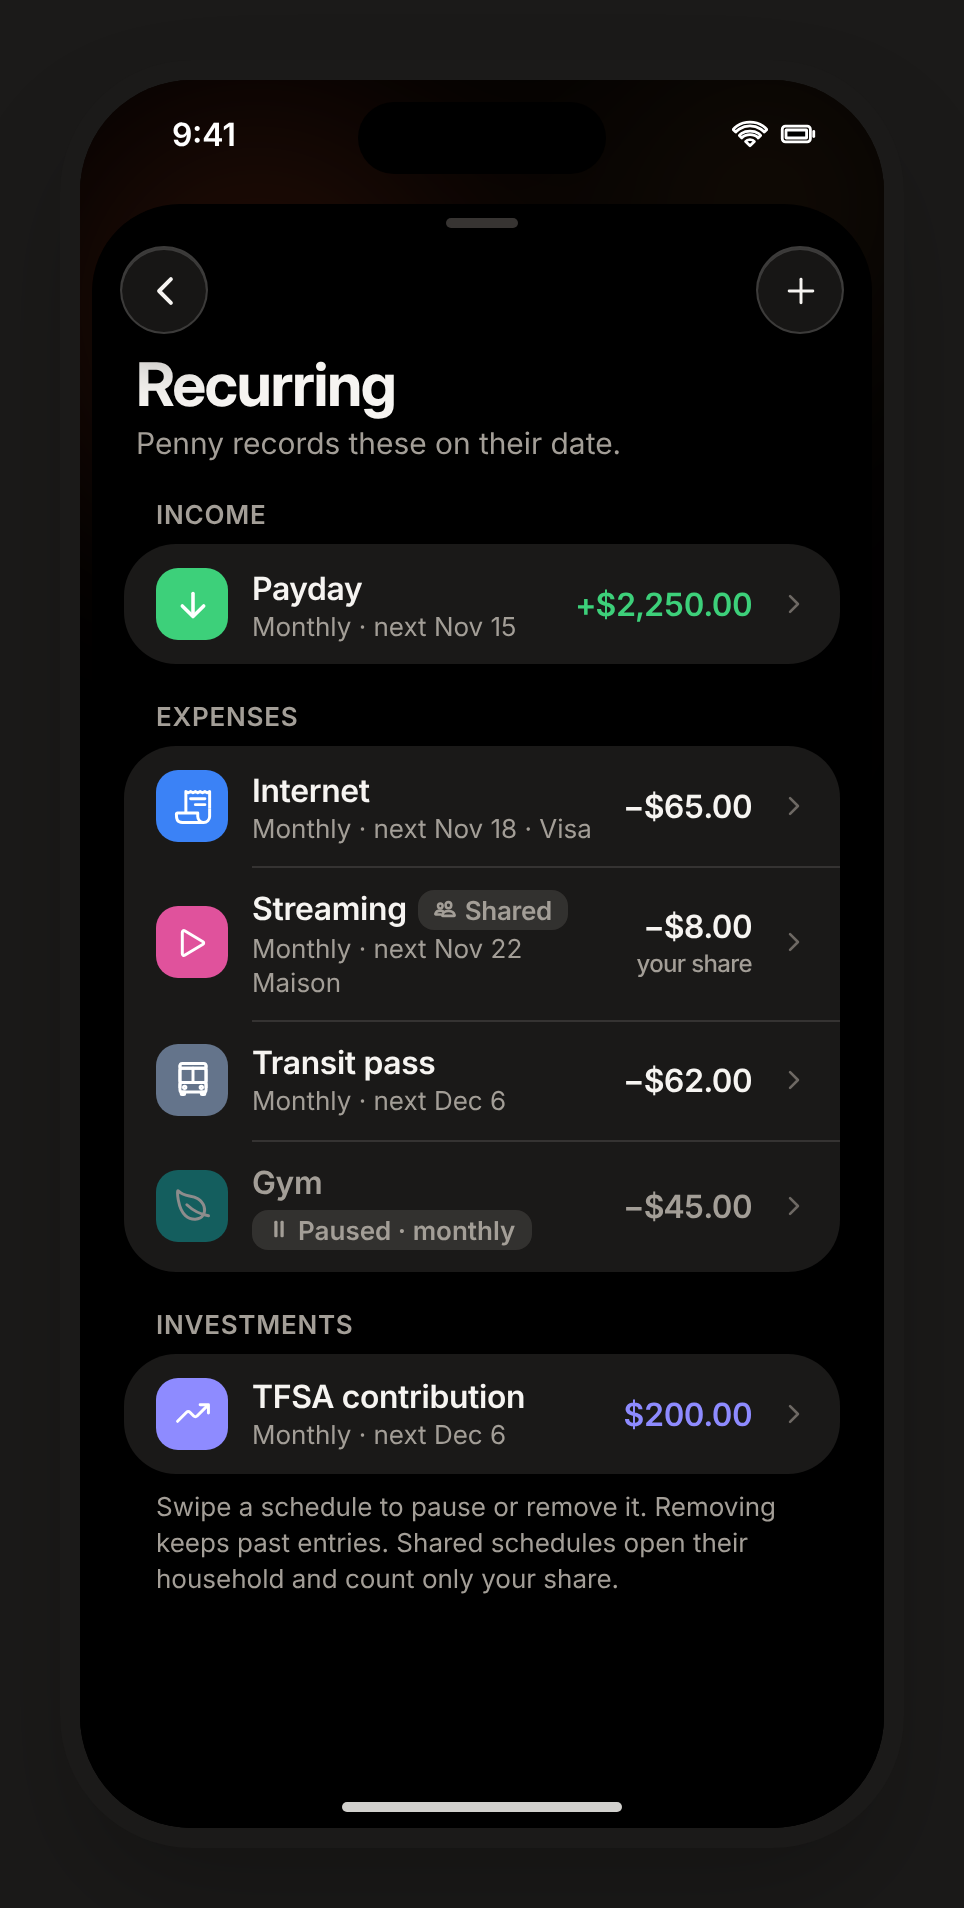 9:41
Recurring
Penny records these on their date.
INCOME
Payday
Monthly · next Nov 15
+$2,250.00
EXPENSES
Internet
Monthly · next Nov 18 · Visa
−$65.00
Streaming Shared
Monthly · next Nov 22
Maison
−$8.00
your share
Transit pass
Monthly · next Dec 6
−$62.00
Gym
Paused · monthly
−$45.00
INVESTMENTS
TFSA contribution
Monthly · next Dec 6
$200.00
Swipe a schedule to pause or remove it. Removing
keeps past entries. Shared schedules open their
household and count only your share.